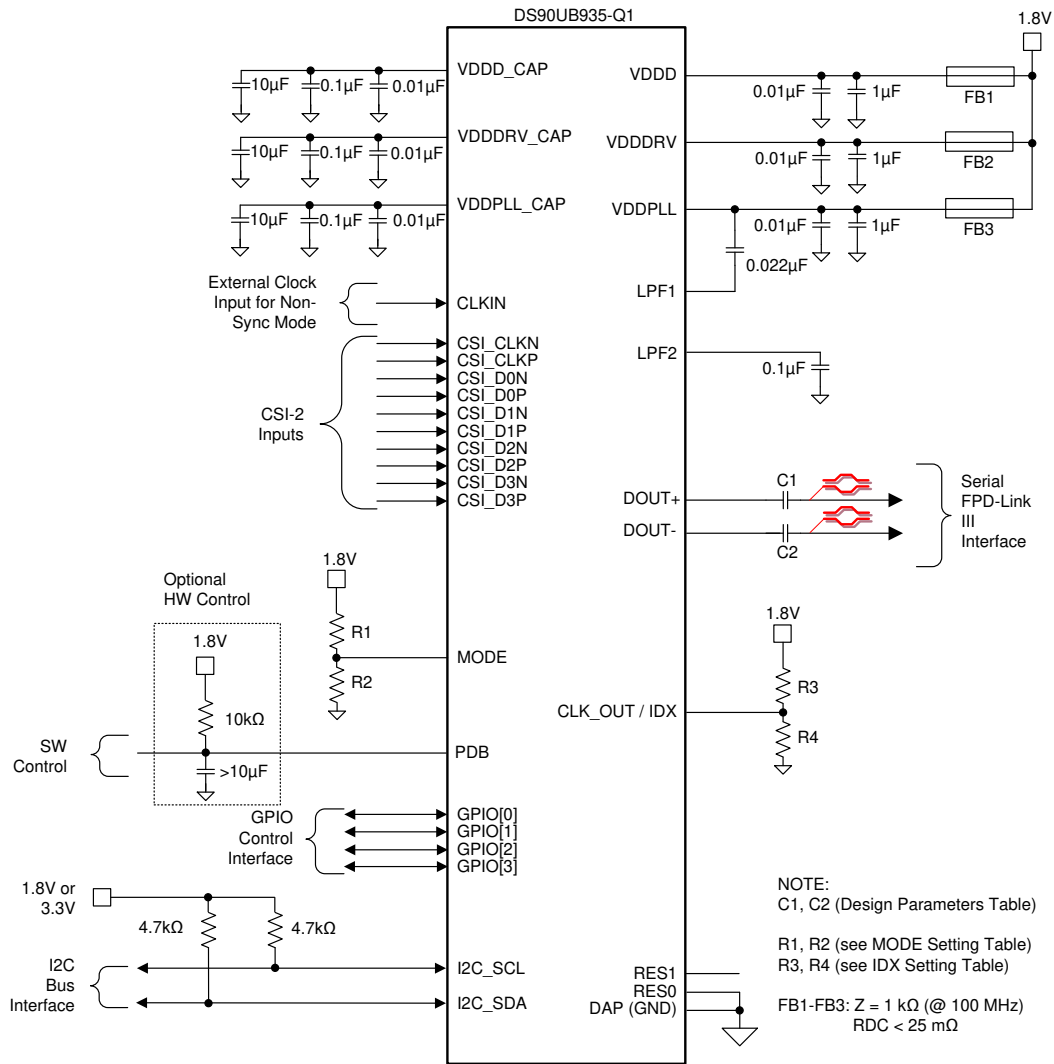 DS90UB935-Q1
1.8V
VDDD_CAP
10µF
0.1µF
0.01µF
VDDDRV_CAP
10µF
0.1µF
0.01µF
VDDPLL_CAP
10µF
0.1µF
0.01µF
VDDD
0.01µF
1µF
FB1
VDDDRV
0.01µF
1µF
FB2
VDDPLL
0.01µF
1µF
FB3
0.022µF
LPF1
LPF2
0.1µF
External Clock
Input for Non-
Sync Mode
CLKIN
CSI-2
Inputs
CSI_CLKN
CSI_CLKP
CSI_D0N
CSI_D0P
CSI_D1N
CSI_D1P
CSI_D2N
CSI_D2P
CSI_D3N
CSI_D3P
DOUT+
DOUT-
C1
C2
Serial
FPD-Link
III
Interface
1.8V
R1
R2
MODE
Optional
HW Control
1.8V
10kΩ
>10µF
SW
Control
PDB
1.8V
R3
R4
CLK_OUT / IDX
GPIO
Control
Interface
GPIO[0]
GPIO[1]
GPIO[2]
GPIO[3]
1.8V or
3.3V
4.7kΩ
4.7kΩ
I2C
Bus
Interface
I2C_SCL
I2C_SDA
RES1
RES0
DAP (GND)
NOTE:
C1, C2 (Design Parameters Table)
R1, R2 (see MODE Setting Table)
R3, R4 (see IDX Setting Table)
FB1-FB3: Z = 1 kΩ (@ 100 MHz)
RDC < 25 mΩ